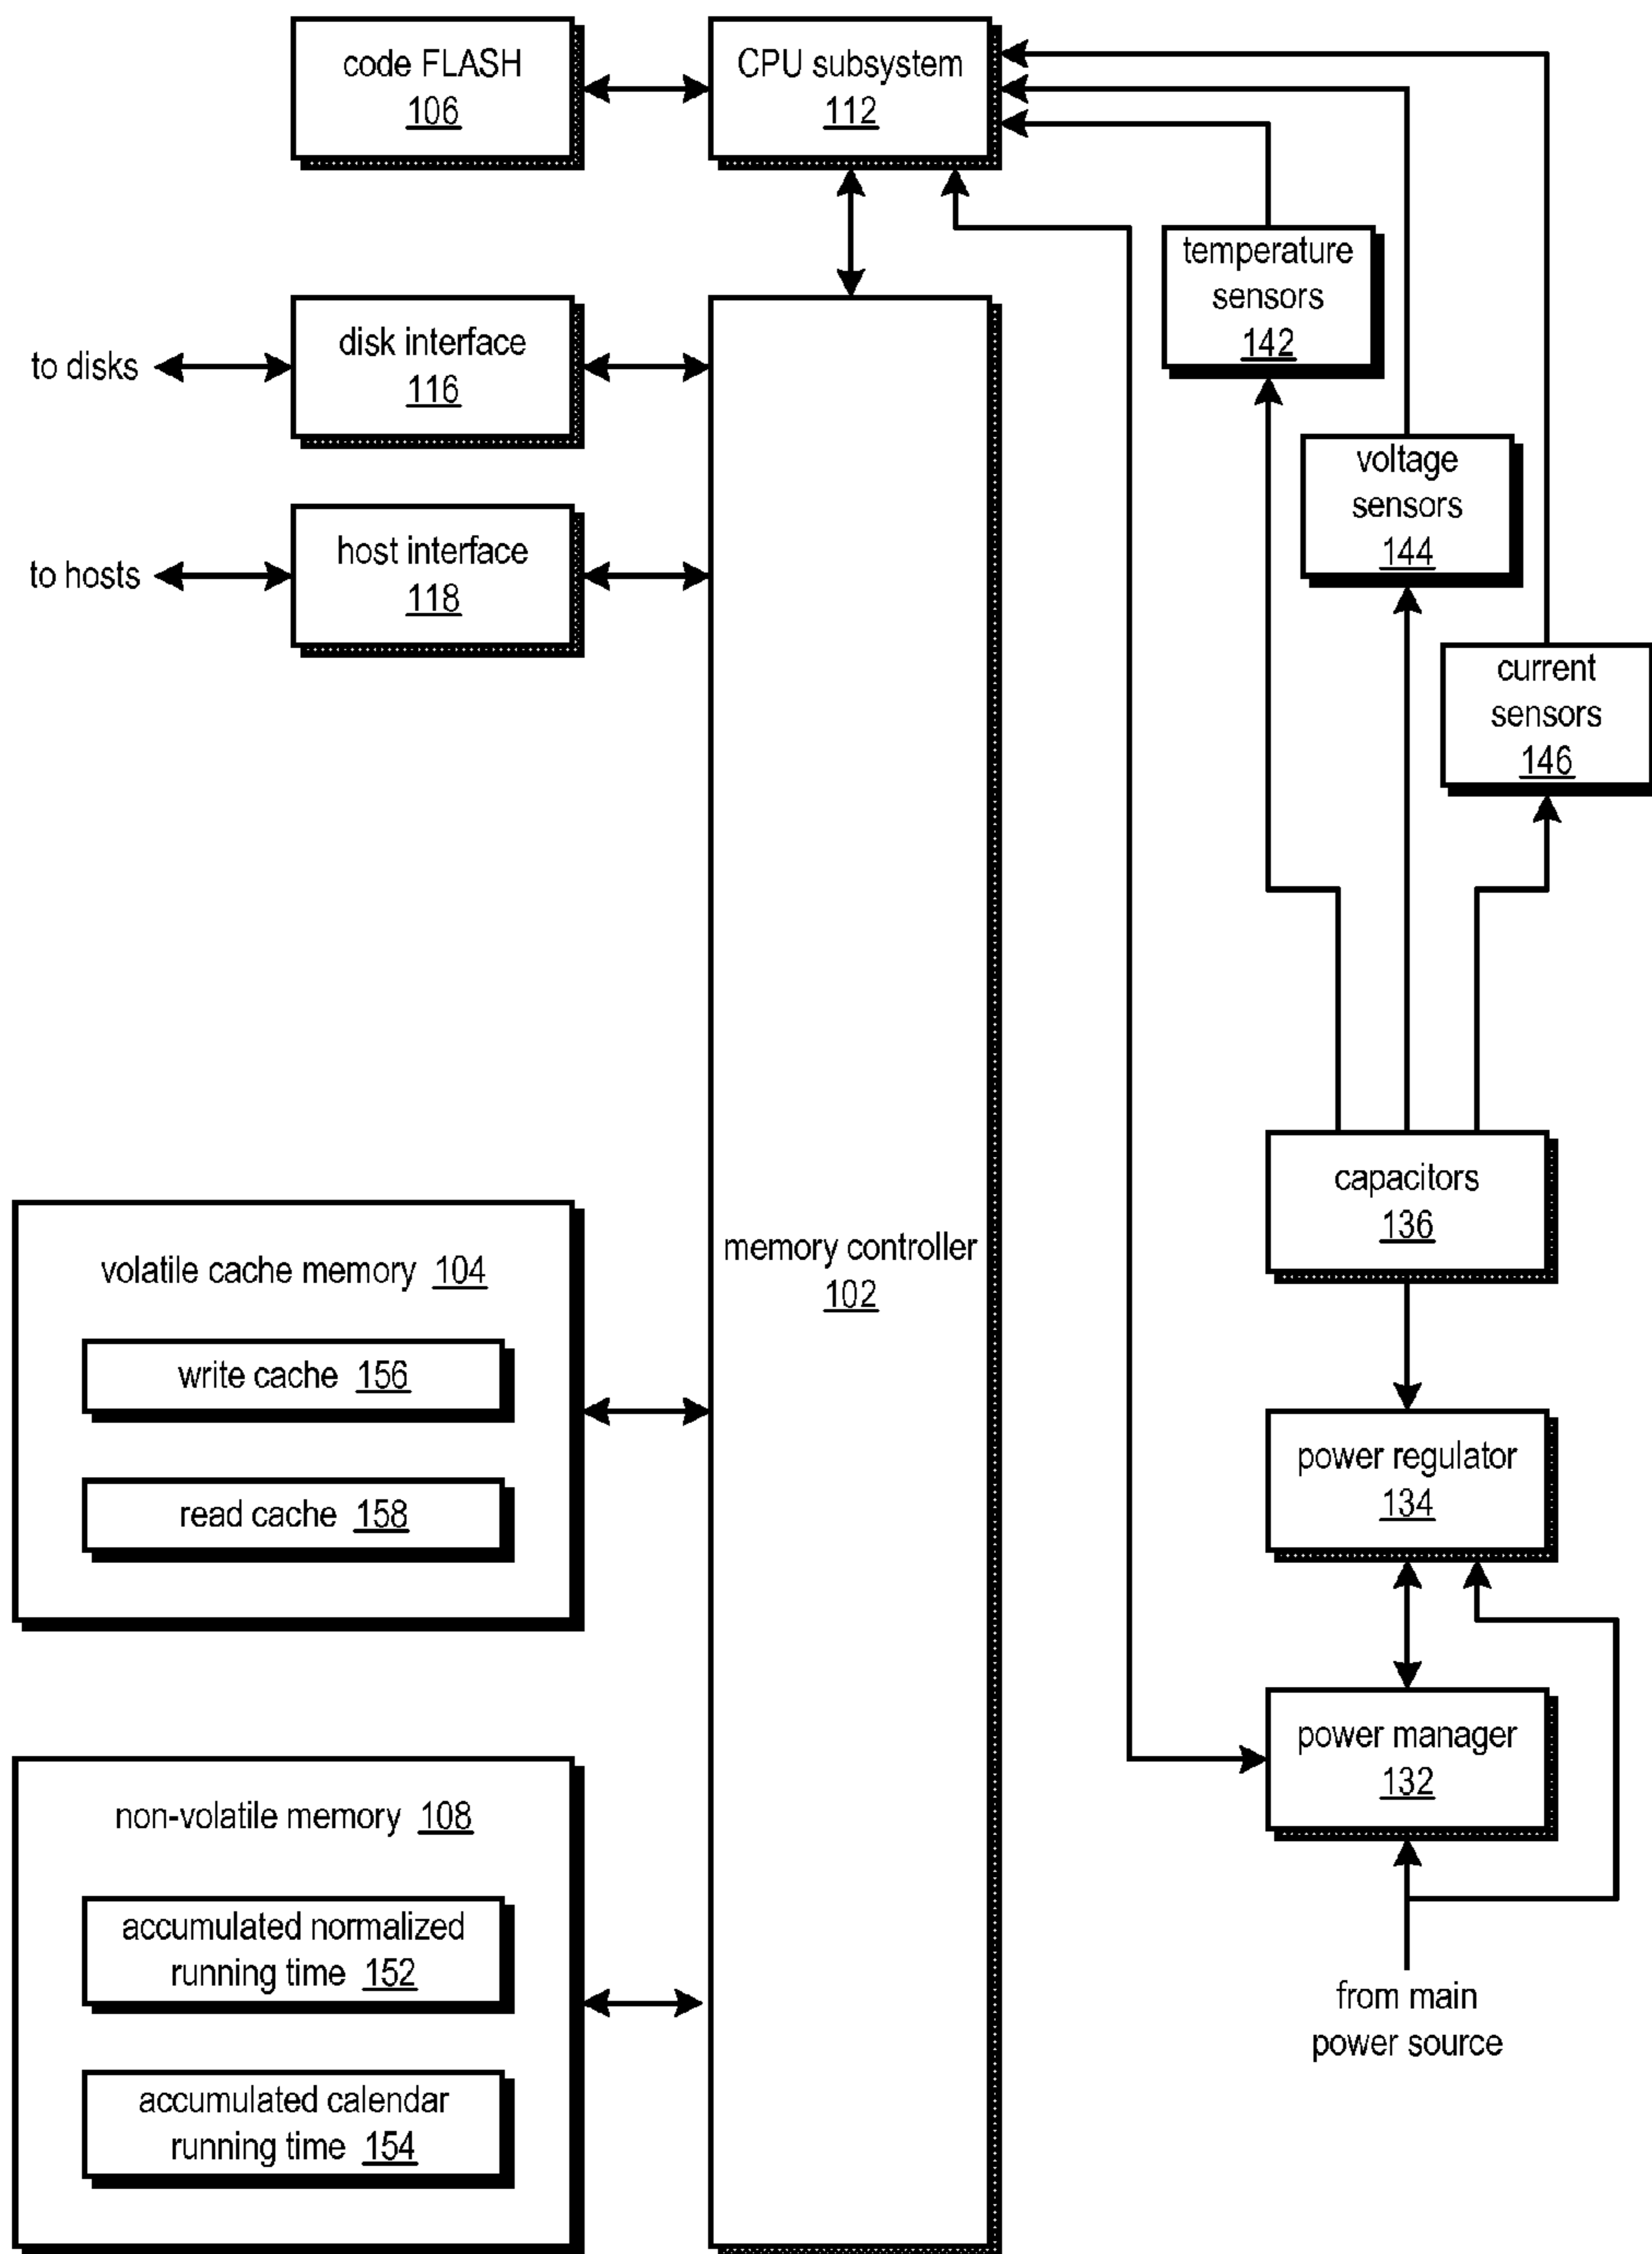 code FLASH
106
CPU subsystem
112
temperature
sensors
142
disk interface
116
to disks
voltage
sensors
144
host interface
118
to hosts
current
sensors
146
capacitors
136
memory controller
102
volatile cache memory 104
write cache 156
read cache 158
power regulator
134
power manager
132
non-volatile memory 108
accumulated normalized
running time 152
accumulated calendar
running time 154
from main
power source